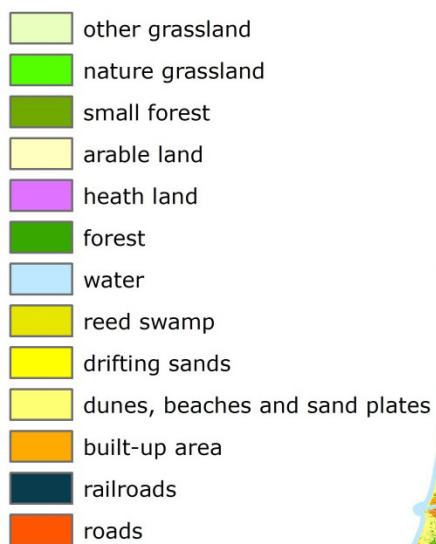 other grassland
nature grassland
small forest
arable land
heath land
forest
water
reed swamp
drifting sands
dunes, beaches and sand plates
built-up area
railroads
roads